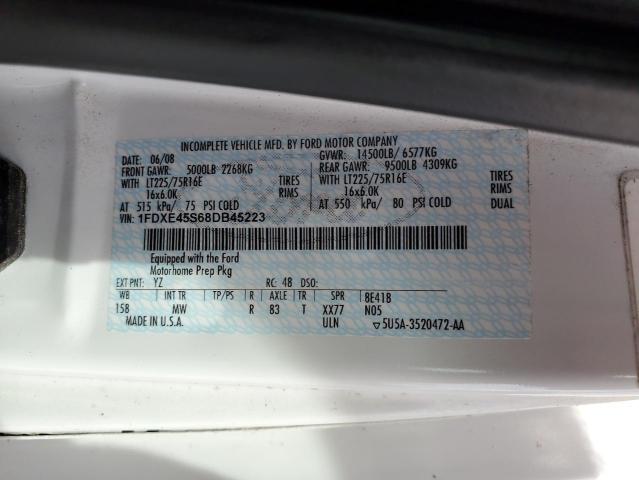 INCOMPLETE VEHICLE MFD. BY FORD MOTOR COMPANY
DATE: 06/08 GVWR: 14500LB/ 6577KG
FRONT GAWR: 5000LB 2268KG REAR GAWR: 9500LB 4309KG
WITH LT225/75R16E TIRES WITH LT225/75R16E TIRES
16x6.0K RIMS 16x6.0K RIMS
AT 515 kPa/ 75 PSI COLD AT 550 kPa/ 80 PSI COLD DUAL
VIN: 1FDXE45S68DB45223
Equipped with the Ford
Motorhome Prep Pkg
EXT PNT: YZ RC: 48 DSO:
WB INT TR TP/PS R AXLE TR SPR 8E418
158 MW R 83 T XX77 N05
MADE IN U.S.A. ULN ▽5U5A-3520472-AA